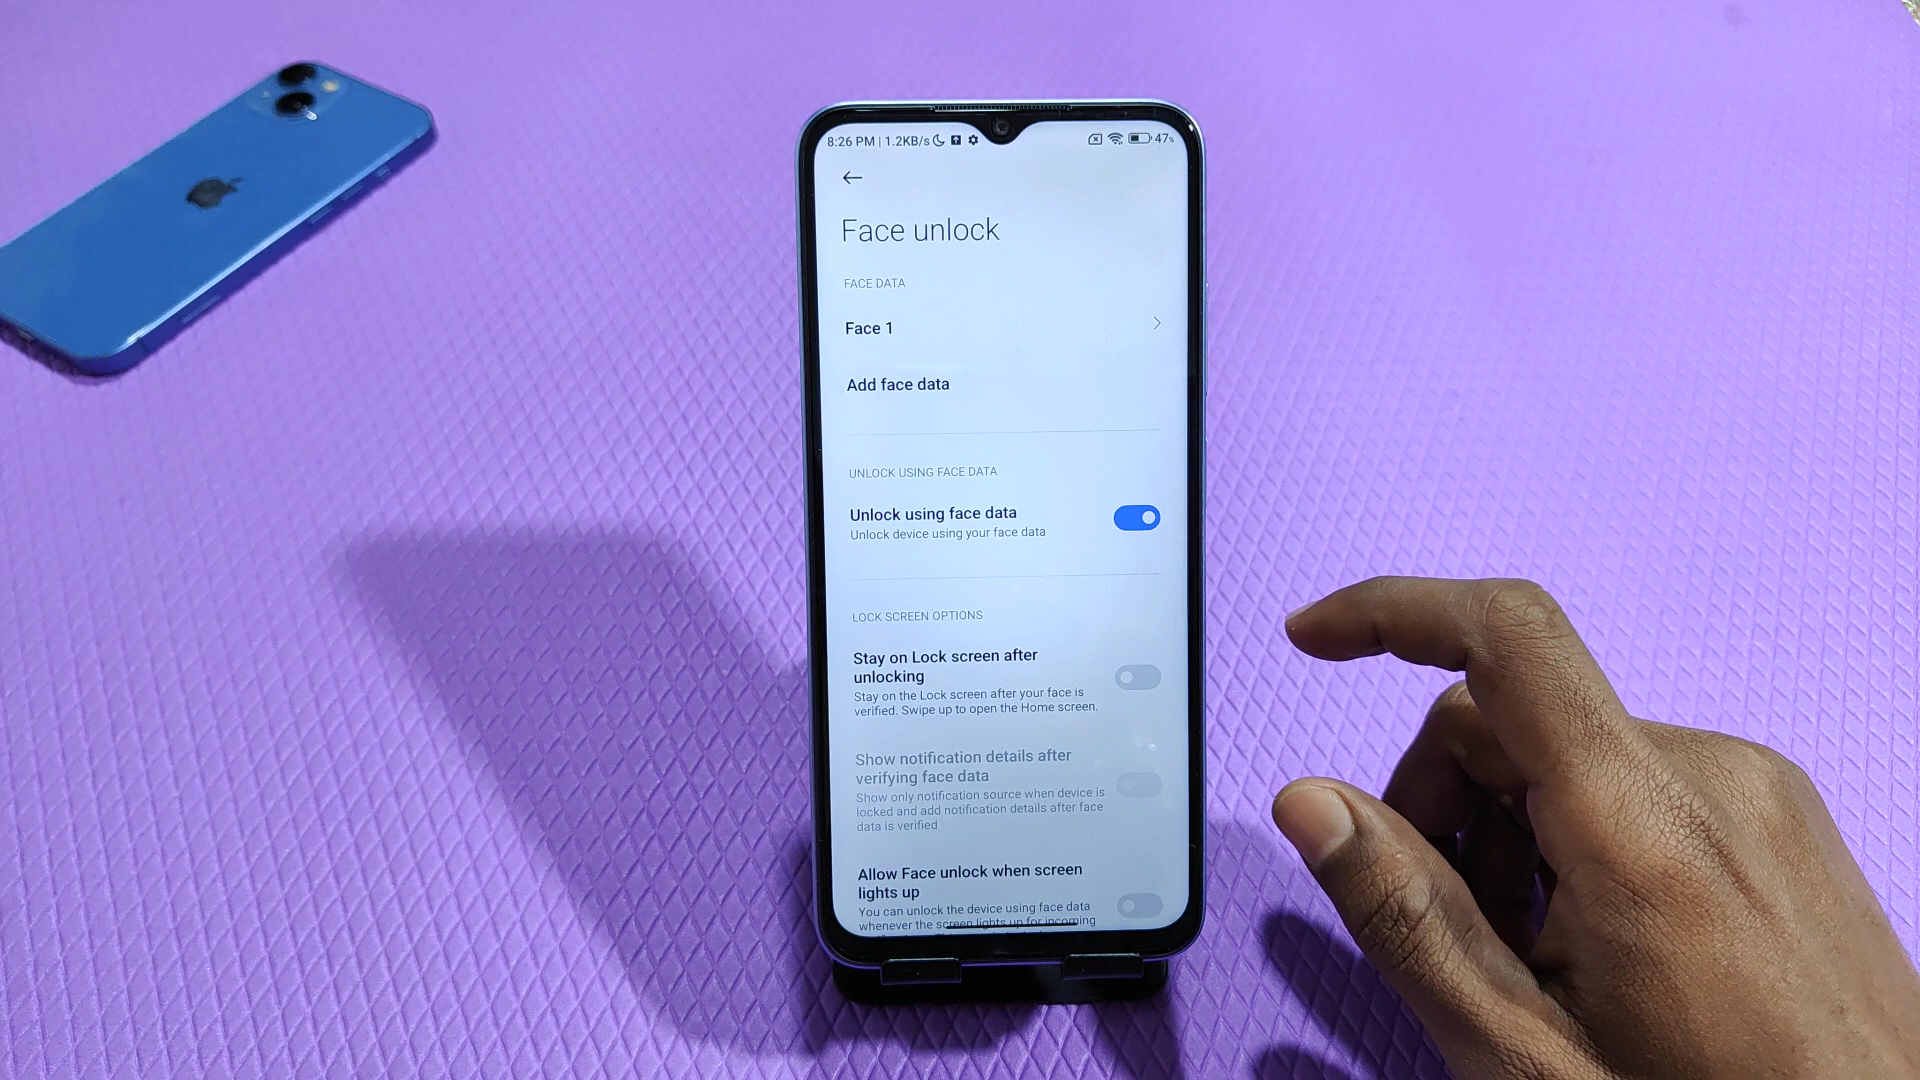 8:26 PM | 1.2KB/s 47%
Face unlock
FACE DATA
Face 1
Add face data
UNLOCK USING FACE DATA
Unlock using face data
Unlock device using your face data
LOCK SCREEN OPTIONS
Stay on Lock screen after
unlocking
Stay on the Lock screen after your face is
verified. Swipe up to open the Home screen.
Show notification details after
verifying face data
Show only notification source when device is
locked and add notification details after face
data is verified
Allow Face unlock when screen
lights up
You can unlock the device using face data
whenever the screen lights up for incoming